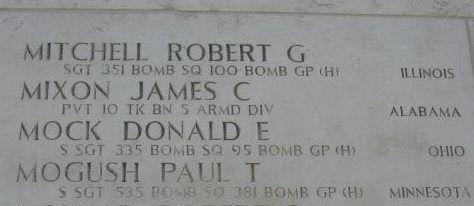 MITCHELL ROBERT G
SGT 351 BOMB SQ 100 BOMB GP (H) ILLINOIS
MIXON JAMES C
PVT 10 TK BN 5 ARMD DIV ALABAMA
MOCK DONALD E
S SGT 335 BOMB SQ 95 BOMB GP (H) OHIO
MOGUSH PAUL T
S SGT 535 BOMB SQ 381 BOMB GP (H) MINNESOTA